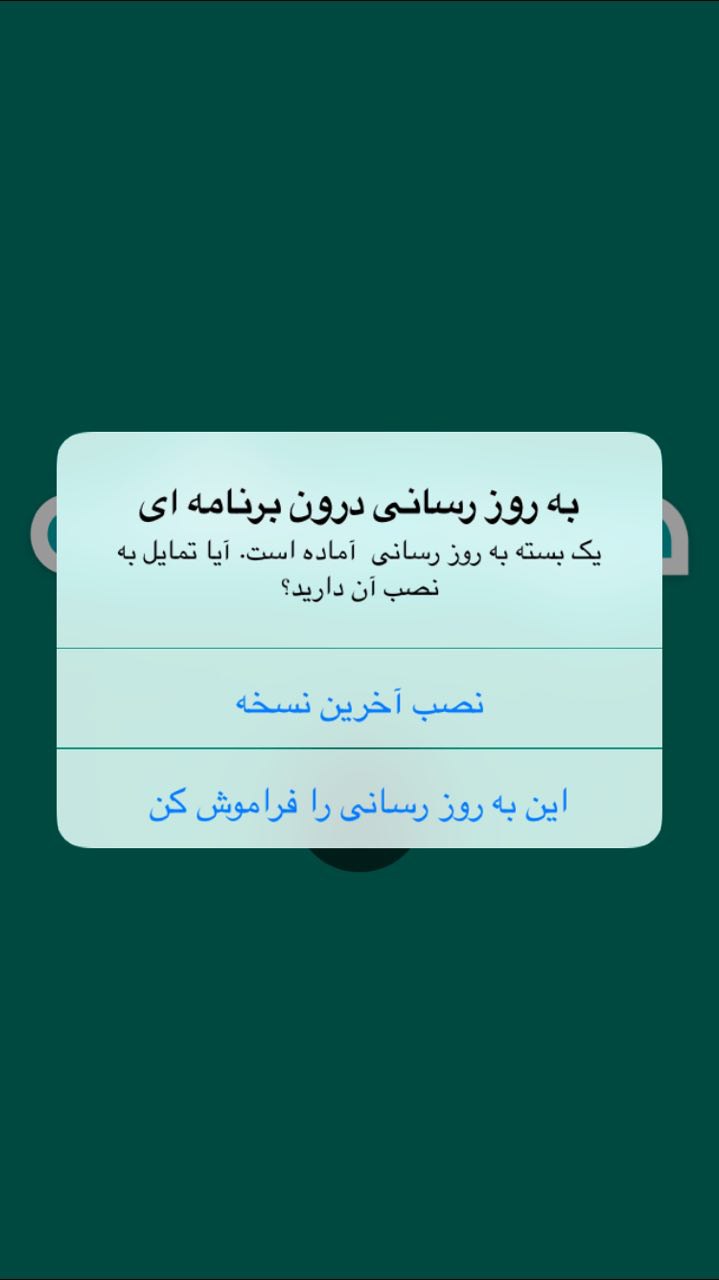 به روز رسانی درون برنامه ای
یک بسته به روز رسانی  آماده است. آیا تمایل به
نصب آن دارید؟
نصب آخرین نسخه
این به روز رسانی را فراموش کن